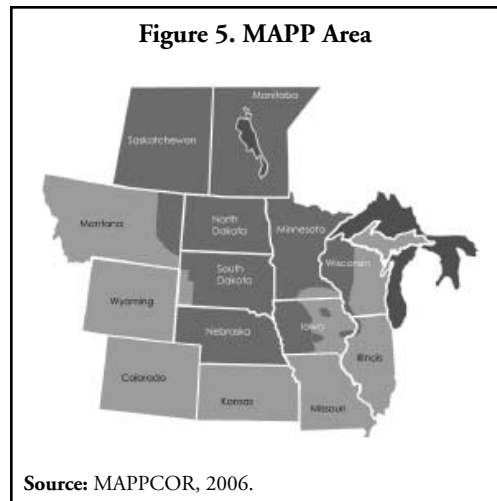 Figure 5. MAPP Area
Manitoba
Saskatchewan
Montana
North
Dakota
Minnesota
Wisconsin
South
Dakota
Wyoming
Nebraska
Iowa
Illinois
Colorado
Kansas
Missouri
Source: MAPPCOR, 2006.